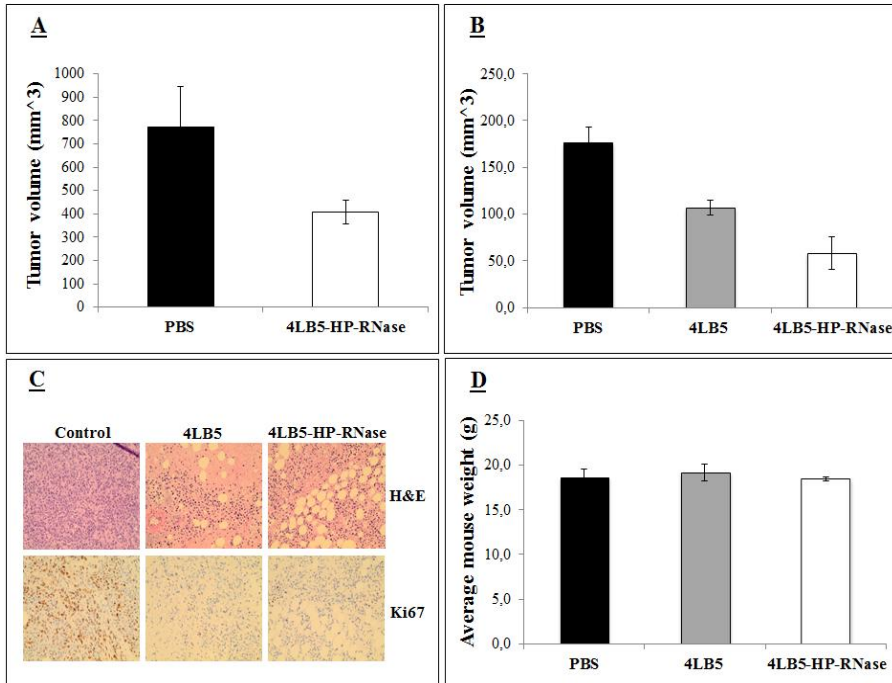 A
Tumor volume (mm^3)
1000
900
800
700
600
500
400
300
200
100
0
PBS
4LB5-HP-RNase
B
Tumor volume (mm^3)
250,0
200,0
150,0
100,0
50,0
0,0
PBS
4LB5
4LB5-HP-RNase
C
Control
4LB5
4LB5-HP-RNase
H&E
Ki67
D
Average mouse weight (g)
25,0
20,0
15,0
10,0
5,0
0,0
PBS
4LB5
4LB5-HP-RNase